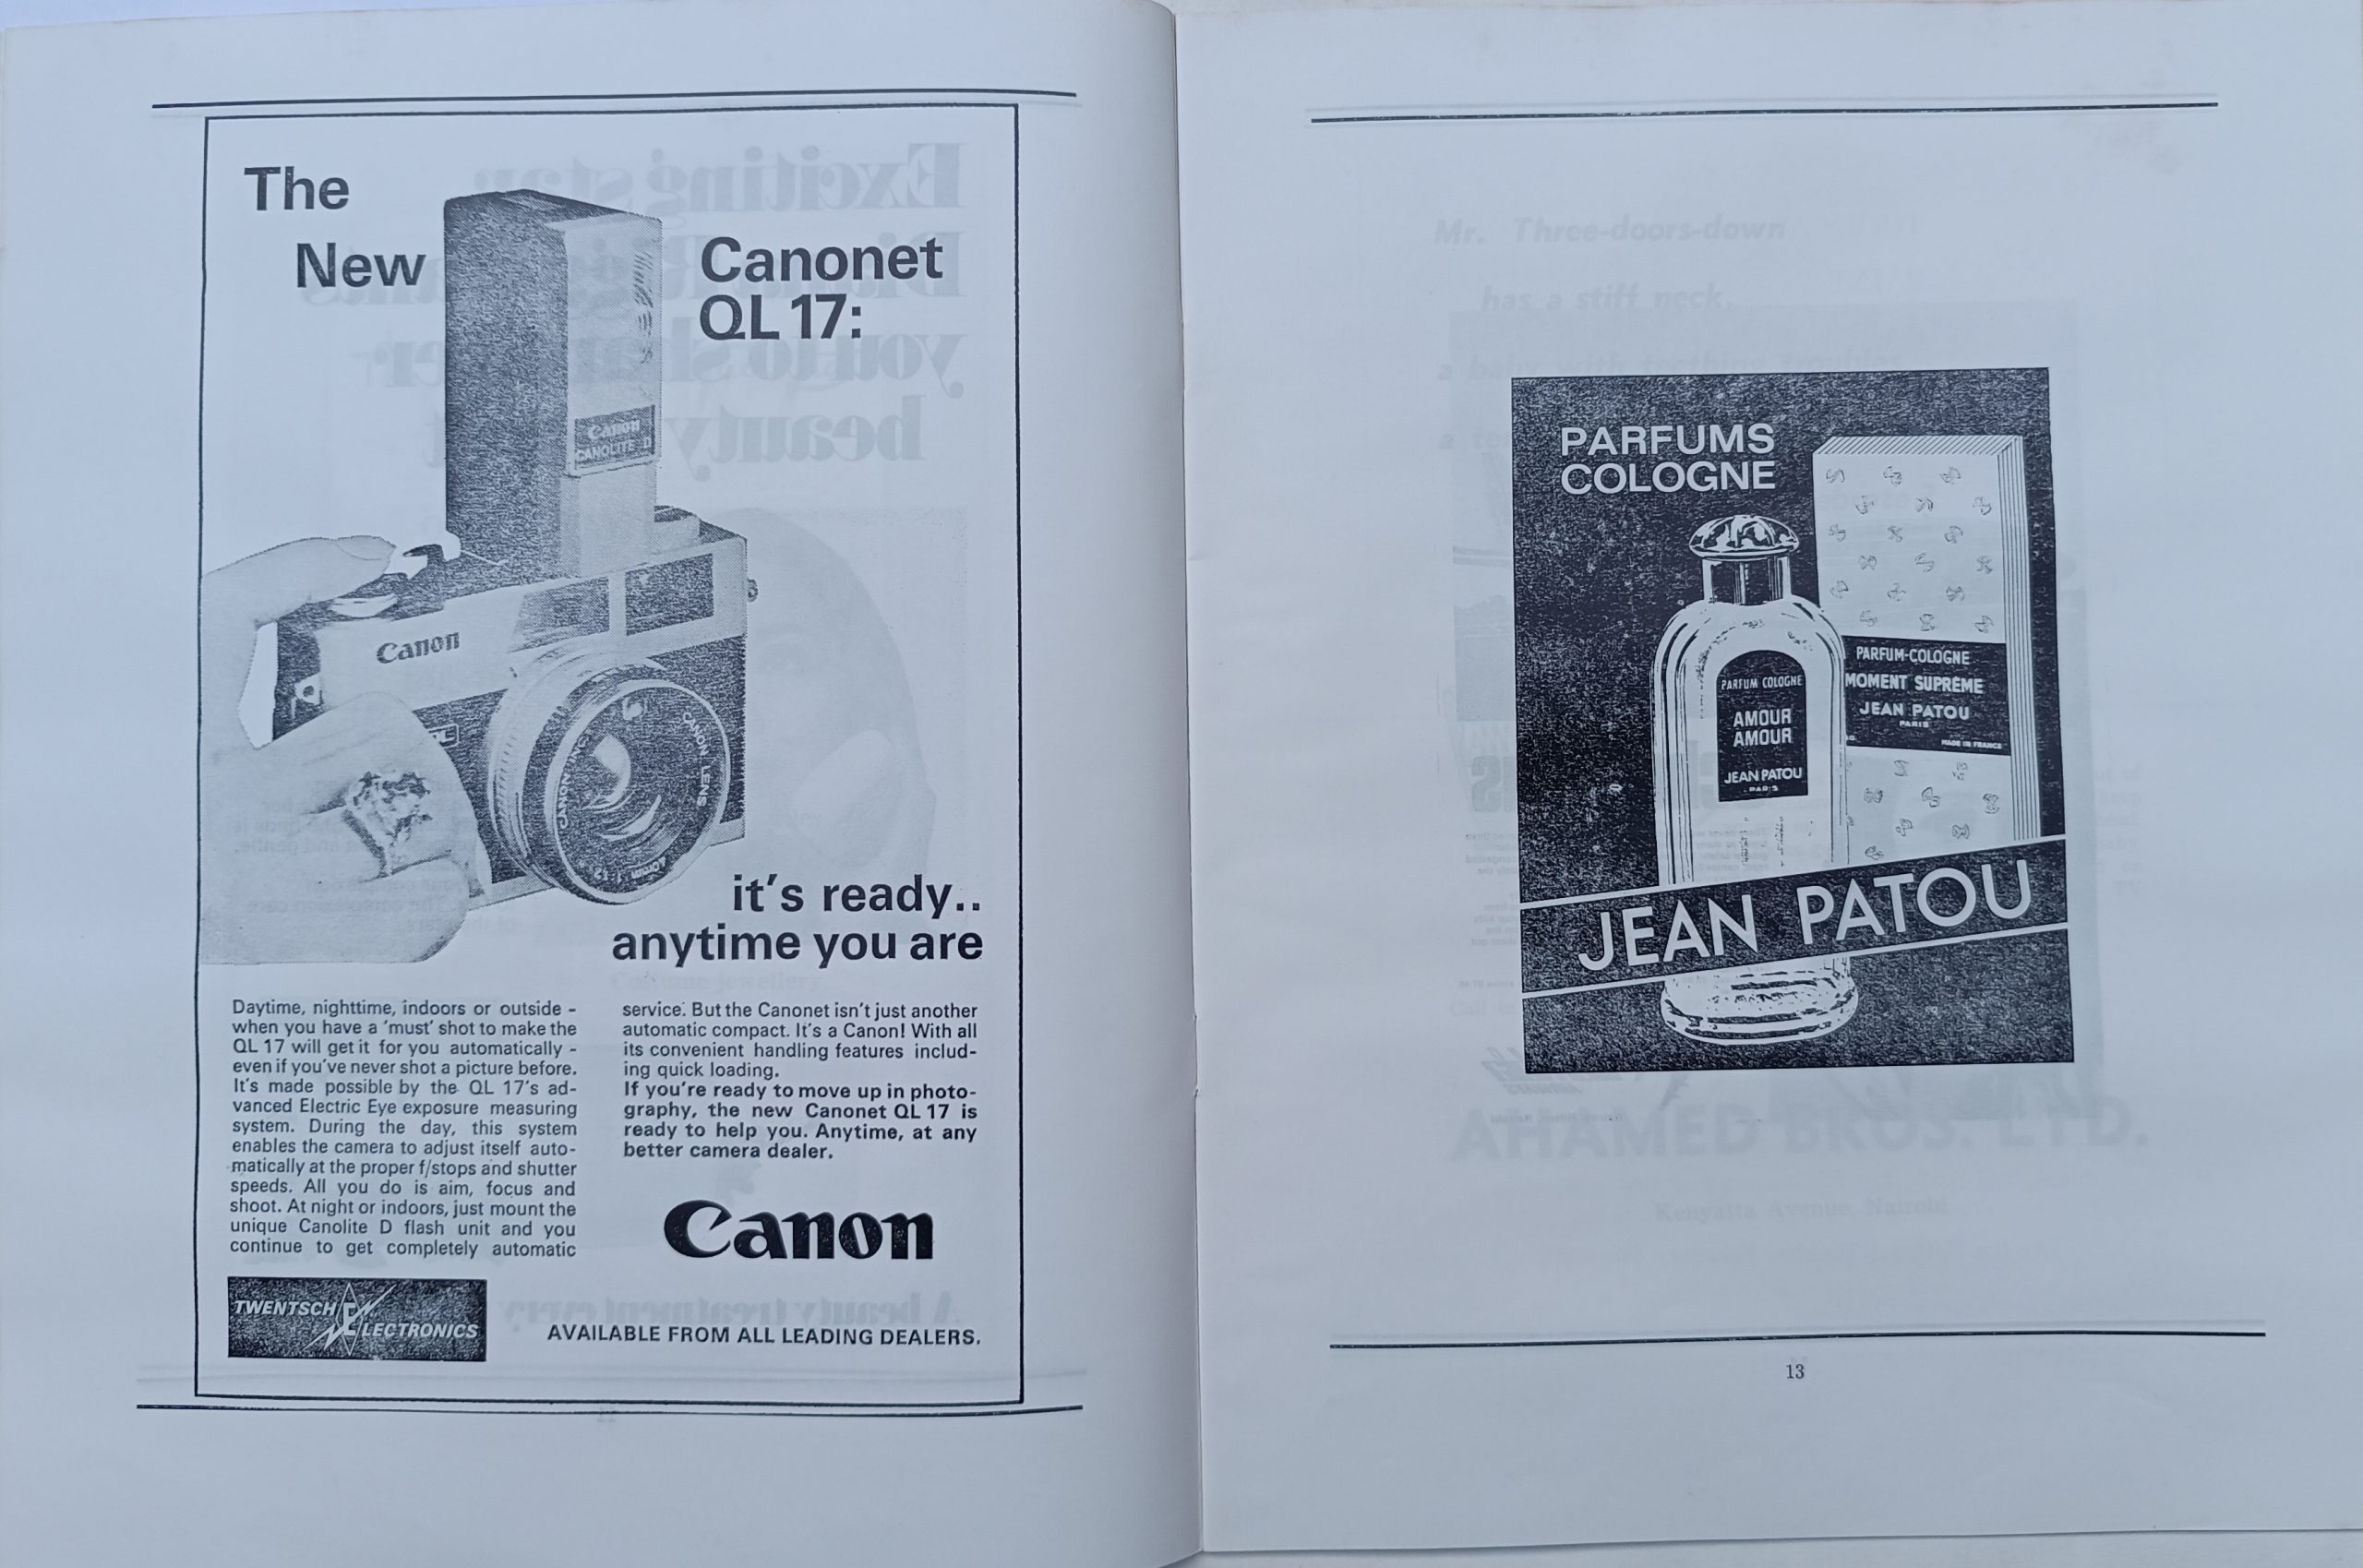 The
New
Canonet
QL 17:
Canon
CANOLITE D
Canon
CANON LENS
it's ready..
anytime you are
Daytime, nighttime, indoors or outside -
when you have a 'must' shot to make the
QL 17 will get it for you automatically -
even if you've never shot a picture before.
It's made possible by the QL 17's ad-
vanced Electric Eye exposure measuring
system. During the day, this system
enables the camera to adjust itself auto-
matically at the proper f/stops and shutter
speeds. All you do is aim, focus and
shoot. At night or indoors, just mount the
unique Canolite D flash unit and you
continue to get completely automatic
service. But the Canonet isn't just another
automatic compact. It's a Canon! With all
its convenient handling features includ-
ing quick loading.
If you're ready to move up in photo-
graphy, the new Canonet QL 17 is
ready to help you. Anytime, at any
better camera dealer.
Canon
TWENTSCH ELECTRONICS
AVAILABLE FROM ALL LEADING DEALERS.
Mr. Three-doors-down
has a stiff neck,
PARFUMS
COLOGNE
PARFUM COLOGNE
AMOUR
AMOUR
JEAN PATOU
PARIS
PARFUM-COLOGNE
MOMENT SUPRÊME
JEAN PATOU
PARIS
MADE IN FRANCE
JEAN PATOU
AHAMED BROS. LTD.
Kenyatta Avenue, Nairobi
13